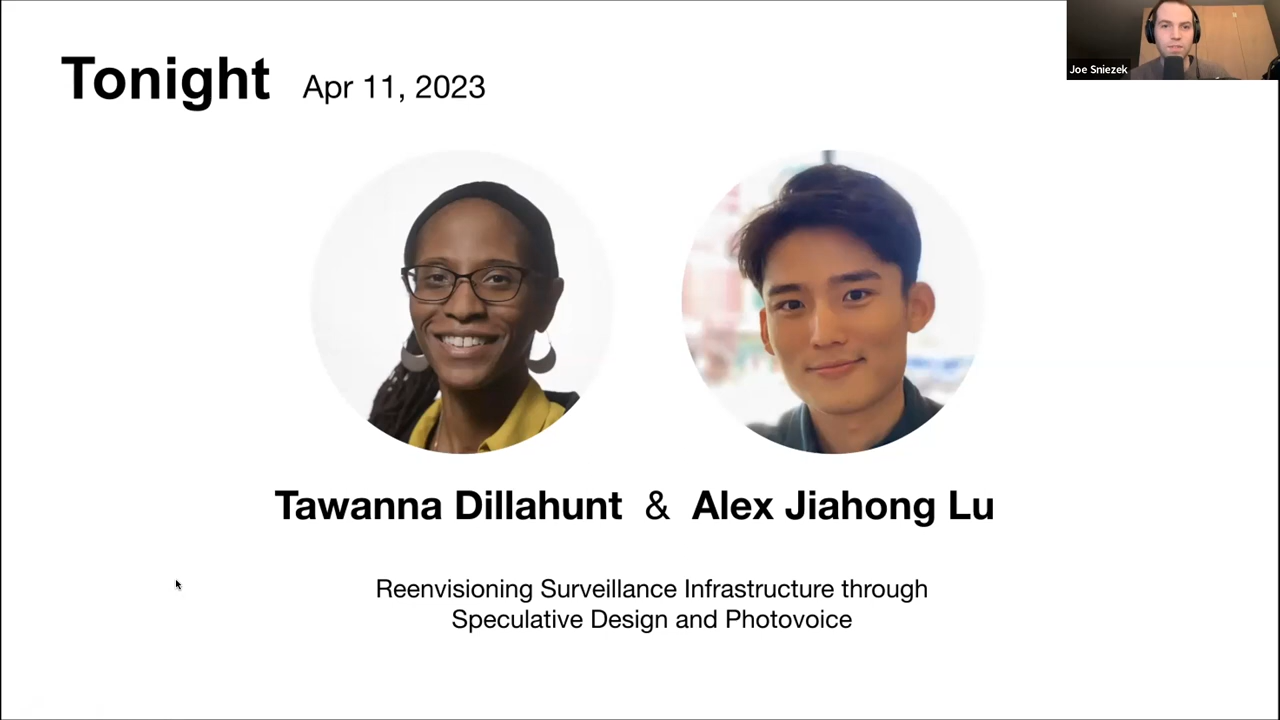 Tonight Apr 11, 2023
Joe Sniezek
Tawanna Dillahunt & Alex Jiahong Lu
Reenvisioning Surveillance Infrastructure through
Speculative Design and Photovoice